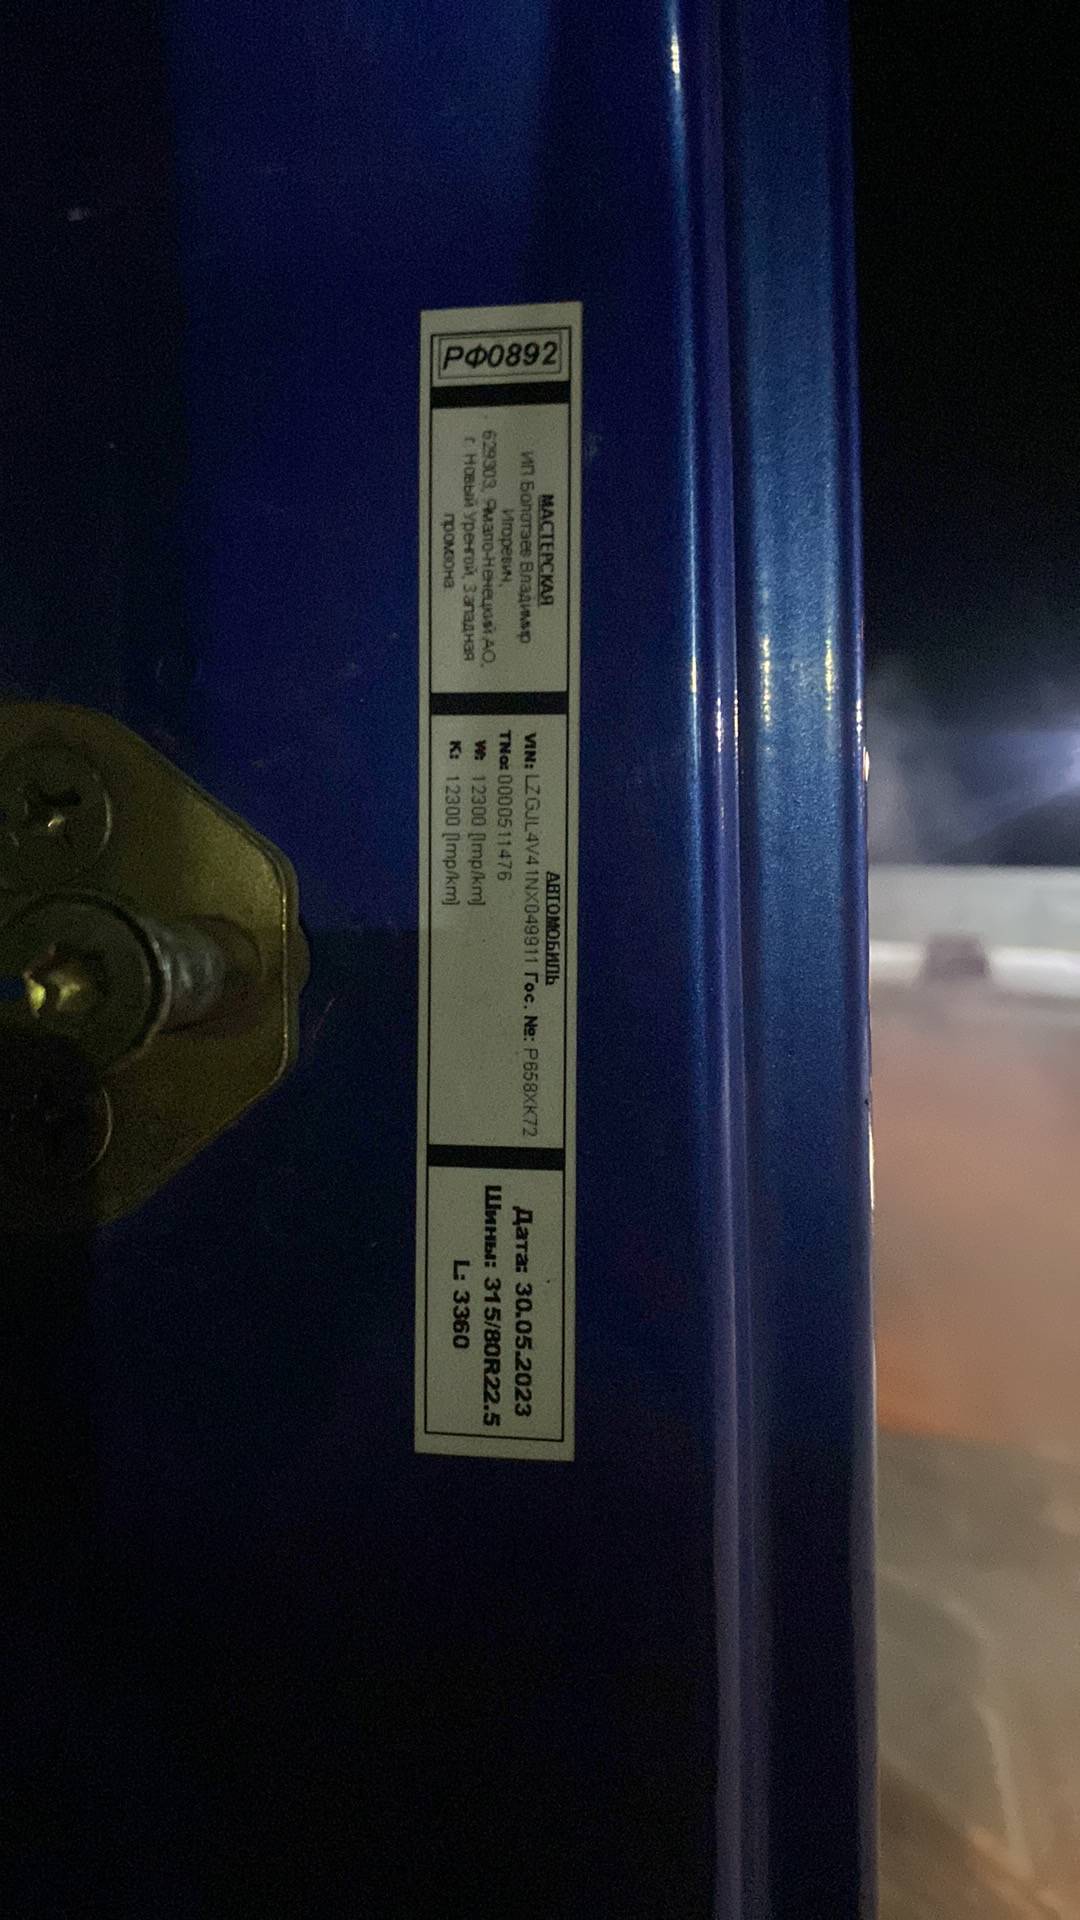 РФ0892
МАСТЕРСКАЯ
ИП Болотаев Владимир
Игоревич,
629303, Ямало-Ненецкий АО,
г. Новый Уренгой, Западная
промзона
АВТОМОБИЛЬ
VIN: LZGJL4V41NX049911 Гос. №: Р658ХК72
TNo: 0000511476
W: 12300 [Imp/km]
K: 12300 [Imp/km]
Дата: 30.05.2023
Шины: 315/80R22.5
L: 3360